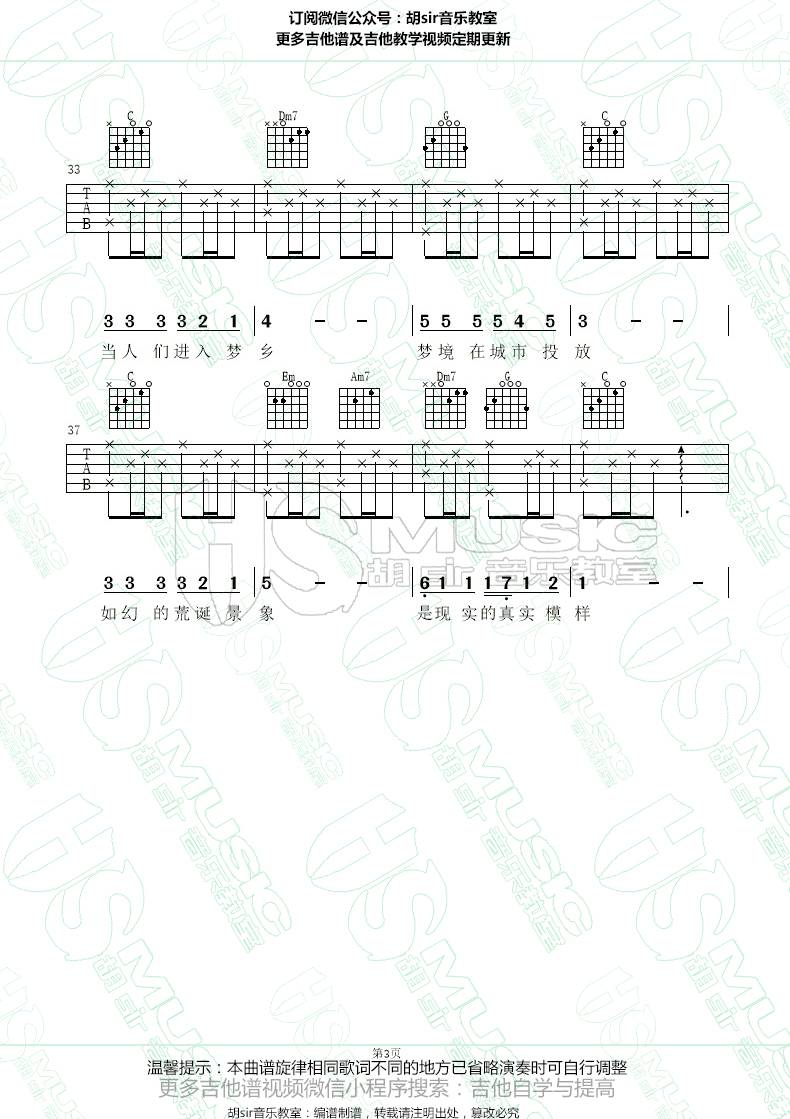 订阅微信公众号：胡sir音乐教室
更多吉他谱及吉他教学视频定期更新
C Dm7 G C
33
T
A
B
3 3 3 3 2 1 4 - - 5 5 5 5 4 5 3 - -
当人 们进入 梦 乡 梦境 在城市 投 放
C Em Am7 Dm7 G C
37
T
A
B
3 3 3 3 2 1 5 - - 6 1 1 1 7 1 2 1 - -
如幻 的荒诞 景 象 是现 实的真实 模 样
HS MUSIC
胡 sir 音乐教室
第3页
温馨提示：本曲谱旋律相同歌词不同的地方已省略演奏时可自行调整
更多吉他谱视频微信小程序搜索：吉他自学与提高
胡sir音乐教室：编谱制谱，转载请注明出处，篡改必究